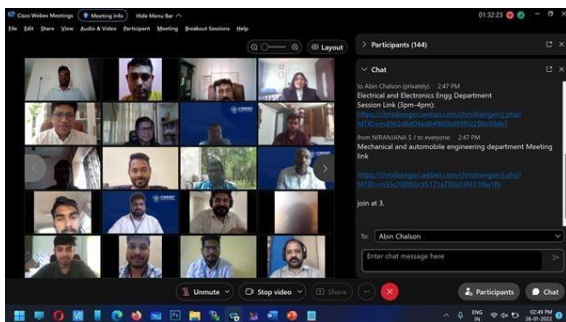 Cisco Webex Meetings
Meeting Info
Hide Menu Bar
01:32:23
File Edit Share View Audio & Video Participant Meeting Breakout Sessions Help
Layout
Participants (144)
Chat
to Abin Chalson (privately): 2:47 PM
Electrical and Electronics Engg Department
Session Link (3pm-4pm):
from NIRANJANA S J to everyone: 2:47 PM
Mechanical and automobile engineering department Meeting
link
join at 3.
To: Abin Chalson
Enter chat message here
Unmute
Stop video
Share
Participants
Chat
ENG
IN
02:49 PM
26-01-2022